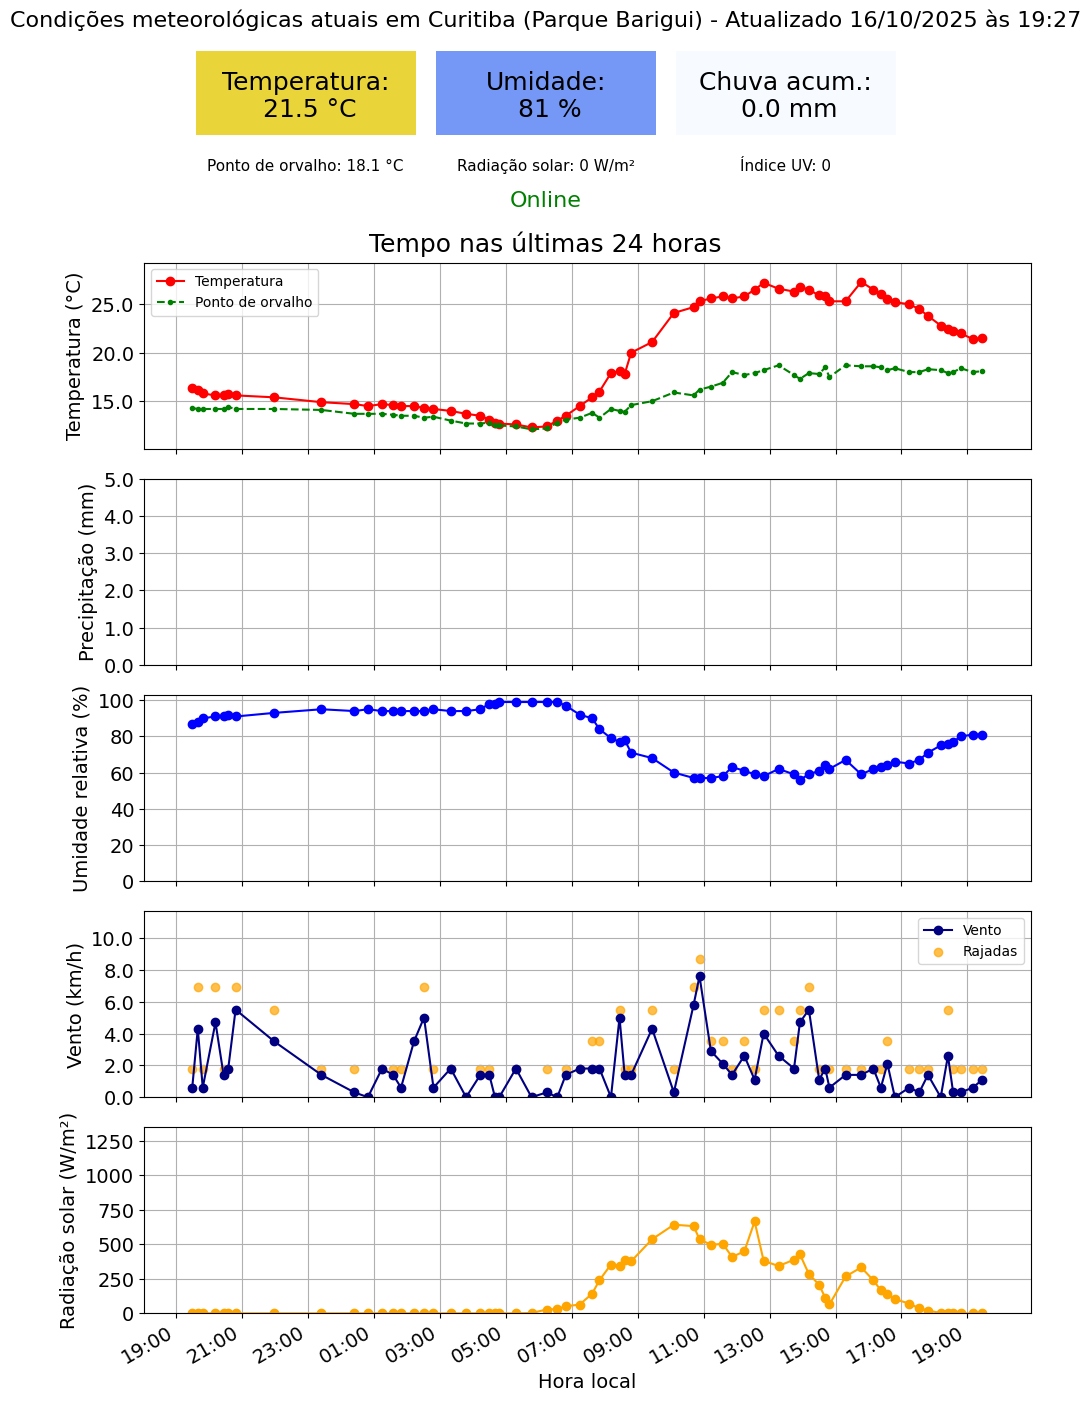 Condições meteorológicas atuais em Curitiba (Parque Barigui) - Atualizado 16/10/2025 às 19:27
Temperatura:
21.5 °C
Umidade:
81 %
Chuva acum.:
0.0 mm
Ponto de orvalho: 18.1 °C
Radiação solar: 0 W/m²
Índice UV: 0
Online
Tempo nas últimas 24 horas
Temperatura (°C)
25.0
20.0
15.0
Temperatura
Ponto de orvalho
Precipitação (mm)
5.0
4.0
3.0
2.0
1.0
0.0
Umidade relativa (%)
100
80
60
40
20
0
Vento (km/h)
10.0
8.0
6.0
4.0
2.0
0.0
Vento
Rajadas
Radiação solar (W/m²)
1250
1000
750
500
250
0
19:00
21:00
23:00
01:00
03:00
05:00
07:00
09:00
11:00
13:00
15:00
17:00
19:00
Hora local